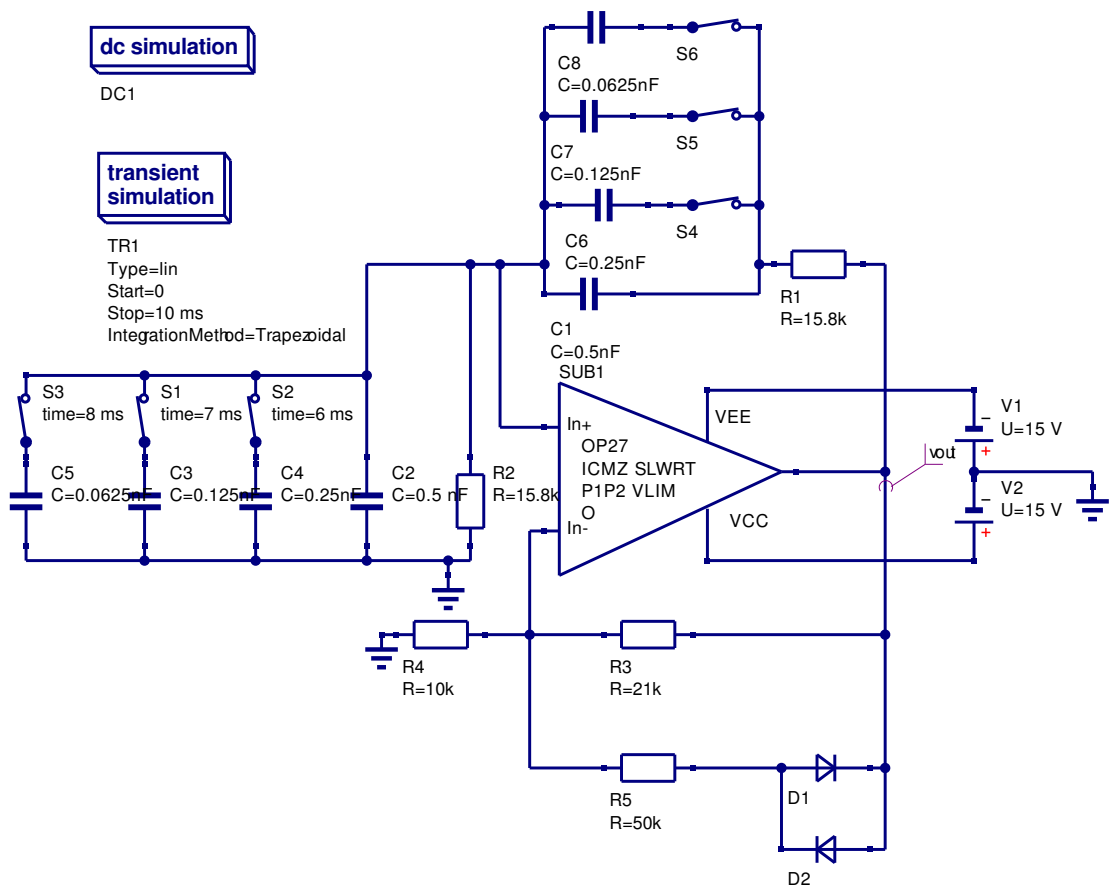 dc simulation
DC1
transient
simulation
TR1
Type=lin
Start=0
Stop=10 ms
IntegrationMethod=Trapezoidal
S6
C8
C=0.0625nF
S5
C7
C=0.125nF
S4
C6
C=0.25nF
C1
C=0.5nF
R1
R=15.8k
S3
time=8 ms
S1
time=7 ms
S2
time=6 ms
C5
C=0.0625nF
C3
C=0.125nF
C4
C=0.25nF
C2
C=0.5 nF
R2
R=15.8k
SUB1
In+
OP27
ICMZ SLWRT
P1P2 VLIM
O
In-
VEE
VCC
vout
V1
U=15 V
V2
U=15 V
− + − +
R4
R=10k
R3
R=21k
R5
R=50k
D1
D2